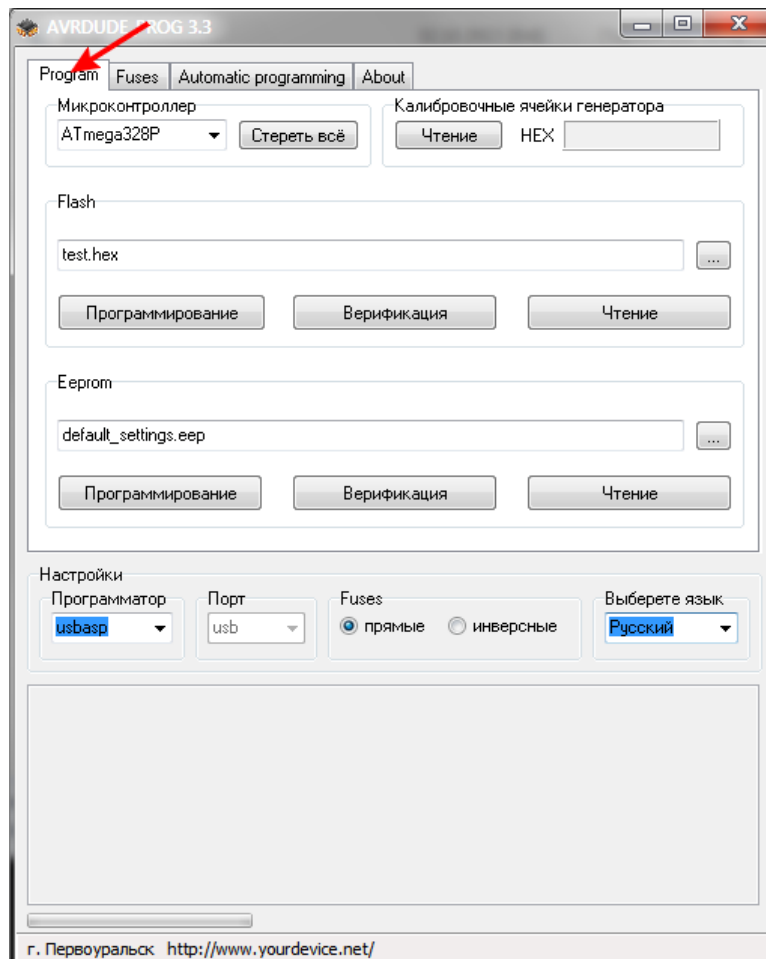 AVRDUDE PROG 3.3
Program Fuses Automatic programming About
Микроконтроллер
ATmega328P Стереть всё
Калибровочные ячейки генератора
Чтение HEX
Flash
test.hex ...
Программирование Верификация Чтение
Eeprom
default_settings.eep ...
Программирование Верификация Чтение
Настройки
Программатор Порт Fuses Выберете язык
usbasp usb прямые инверсные Русский
г. Первоуральск http://www.yourdevice.net/